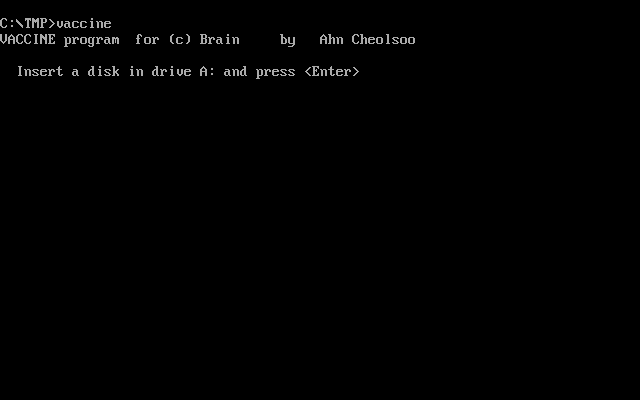 C:\TMP>vaccine
VACCINE program  for (c) Brain     by   Ahn Cheolsoo
Insert a disk in drive A: and press <Enter>